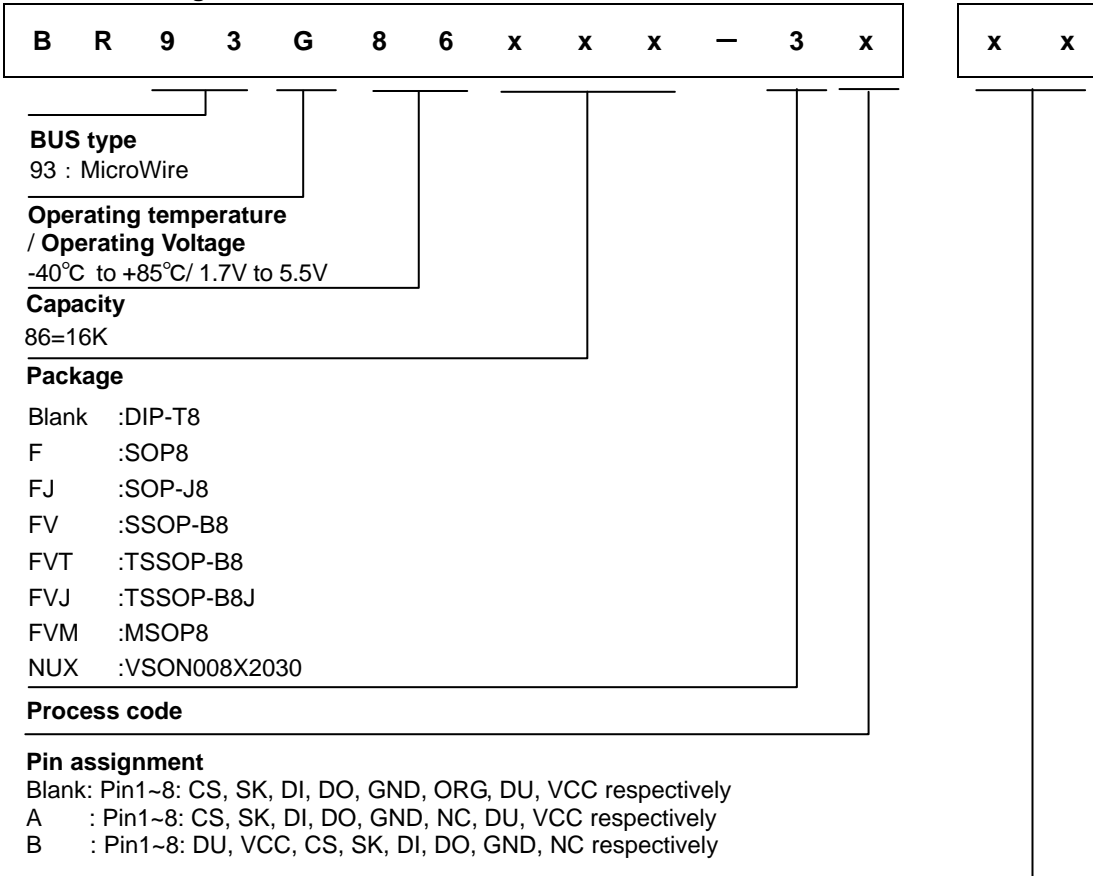 B R 9 3 G 8 6 x x x － 3 x x x
BUS type
93 : MicroWire
Operating temperature
/ Operating Voltage
-40℃ to +85℃/ 1.7V to 5.5V
Capacity
86=16K
Package
Blank :DIP-T8
F :SOP8
FJ :SOP-J8
FV :SSOP-B8
FVT :TSSOP-B8
FVJ :TSSOP-B8J
FVM :MSOP8
NUX :VSON008X2030
Process code
Pin assignment
Blank: Pin1~8: CS, SK, DI, DO, GND, ORG, DU, VCC respectively
A : Pin1~8: CS, SK, DI, DO, GND, NC, DU, VCC respectively
B : Pin1~8: DU, VCC, CS, SK, DI, DO, GND, NC respectively